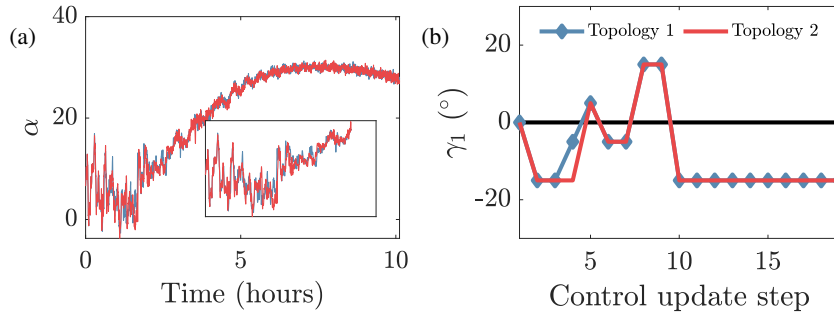 (a)
40
20
0
α
0
5
10
Time (hours)
(b)
Topology 1
Topology 2
20
0
-20
γ₁ (°)
5
10
15
Control update step